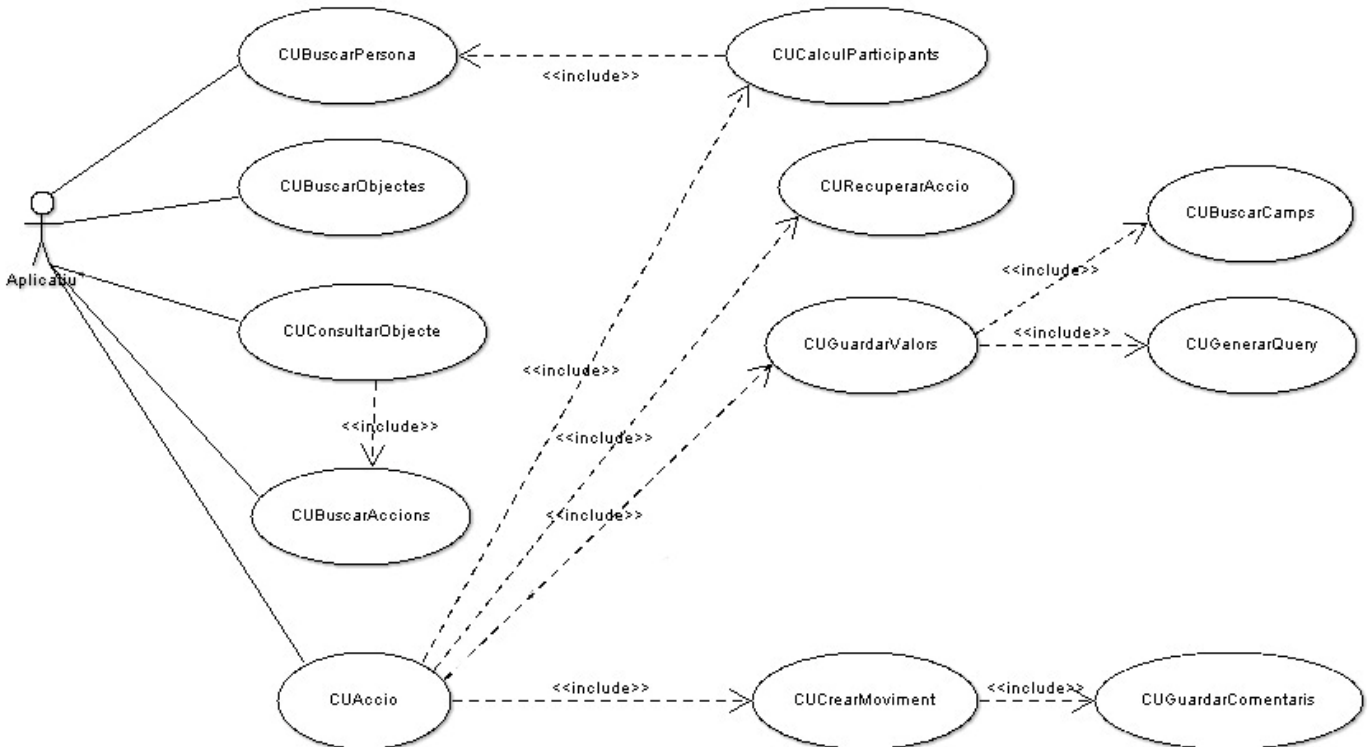 CUBuscarPersona
CUCalculParticipants
<<include>>
CUBuscarObjectes
CURecuperarAccio
CUBuscarCamps
<<include>>
Aplicatiu
CUConsultarObjecte
CUGuardarValors
<<include>>
CUGenerarQuery
<<include>>
<<include>>
<<include>>
CUBuscarAccions
<<include>>
CUAccio
<<include>>
CUCrearMoviment
<<include>>
CUGuardarComentaris